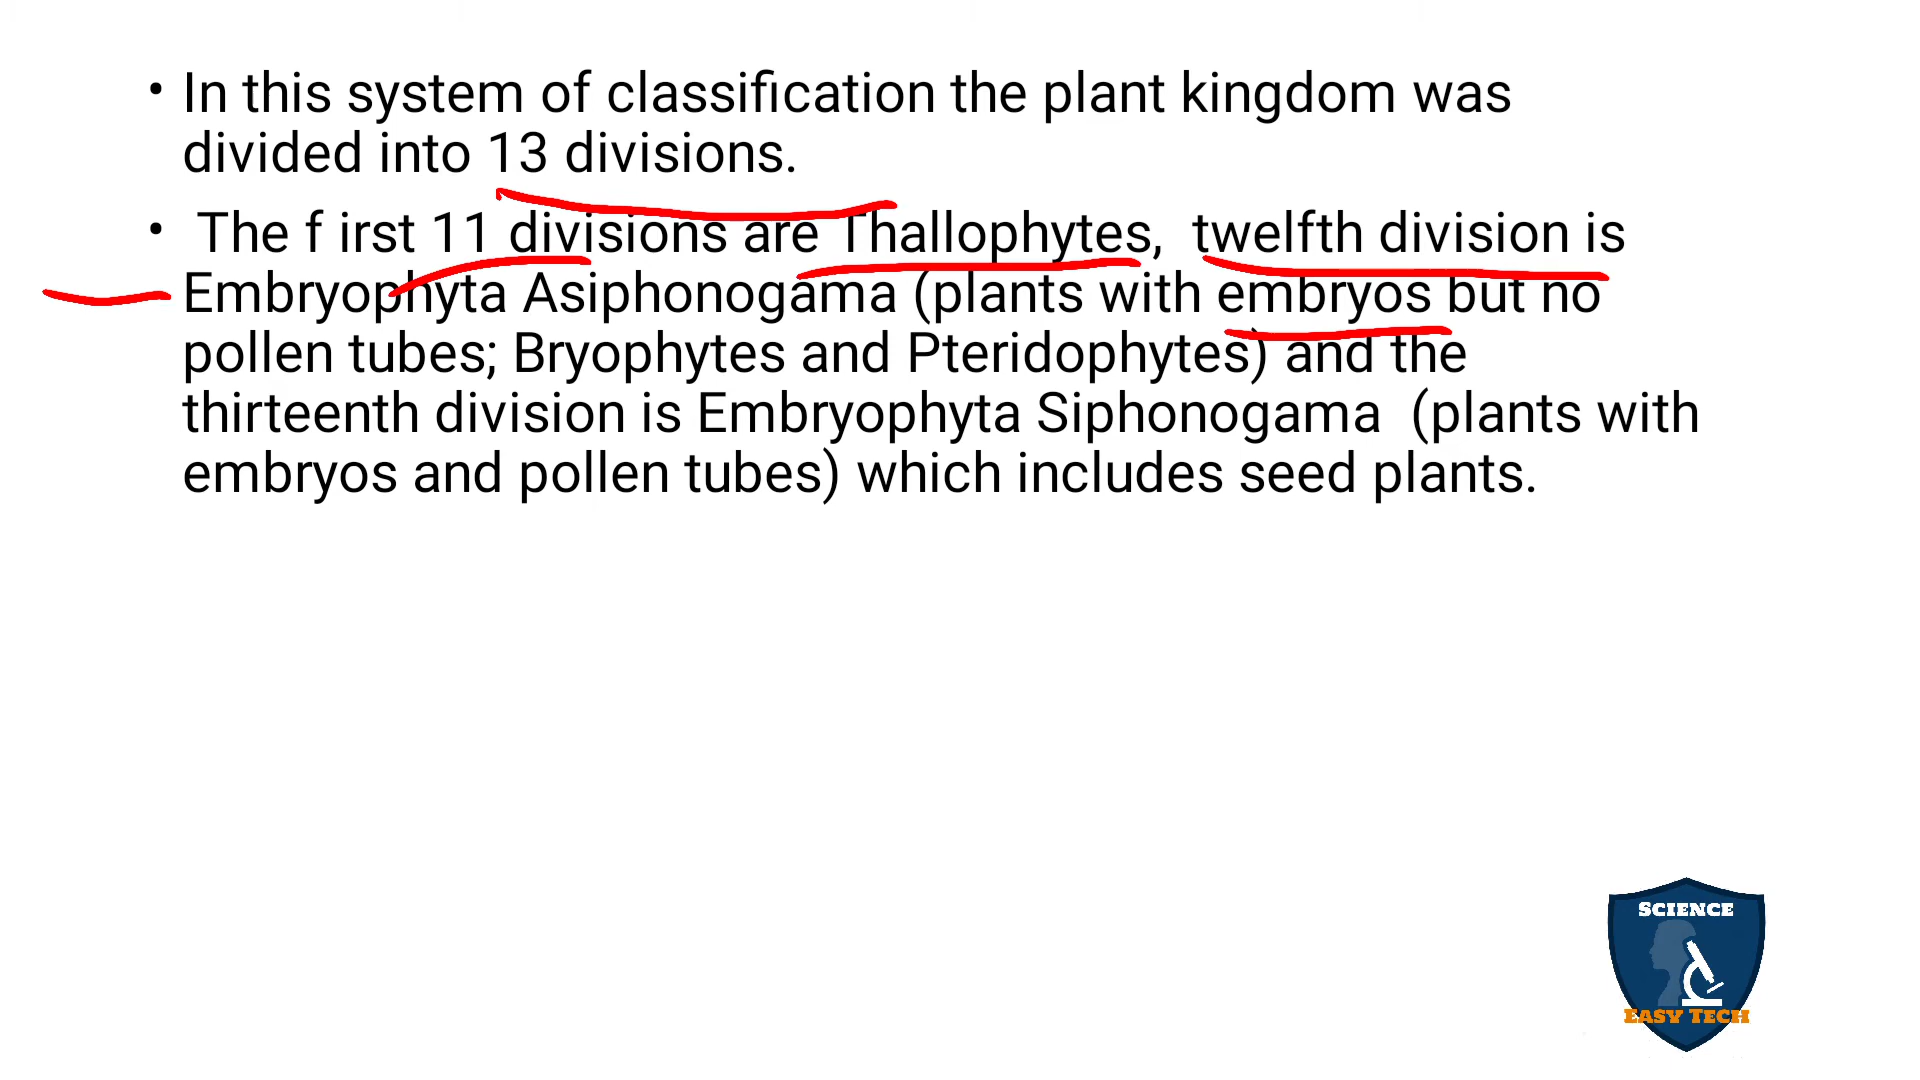 • In this system of classification the plant kingdom was
divided into 13 divisions.
• The f irst 11 divisions are Thallophytes, twelfth division is
Embryophyta Asiphonogama (plants with embryos but no
pollen tubes; Bryophytes and Pteridophytes) and the
thirteenth division is Embryophyta Siphonogama (plants with
embryos and pollen tubes) which includes seed plants.
SCIENCE
EASY TECH